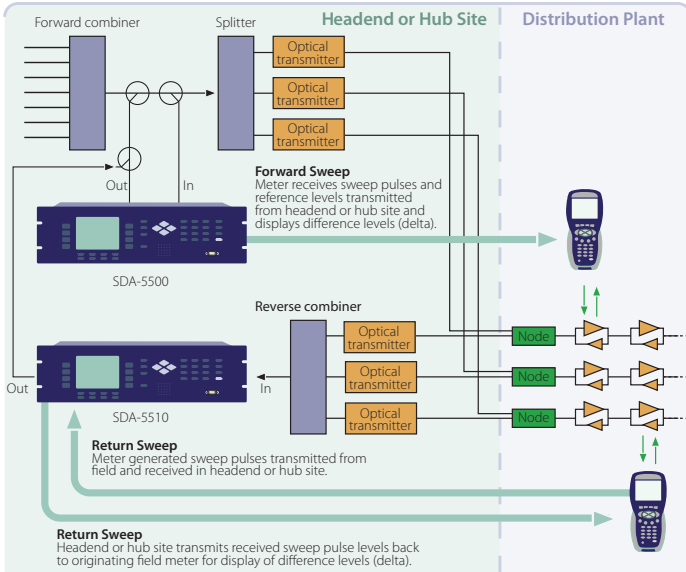 Headend or Hub Site
Distribution Plant
Forward combiner
Splitter
Optical
transmitter
Optical
transmitter
Optical
transmitter
Out
In
Forward Sweep
Meter receives sweep pulses and
reference levels transmitted
from headend or hub site and
displays difference levels (delta).
SDA-5500
Reverse combiner
Optical
transmitter
Optical
transmitter
Optical
transmitter
Node
Node
Node
Out
In
SDA-5510
Return Sweep
Meter generated sweep pulses transmitted from
field and received in headend or hub site.
Return Sweep
Headend or hub site transmits received sweep pulse levels back
to originating field meter for display of difference levels (delta).